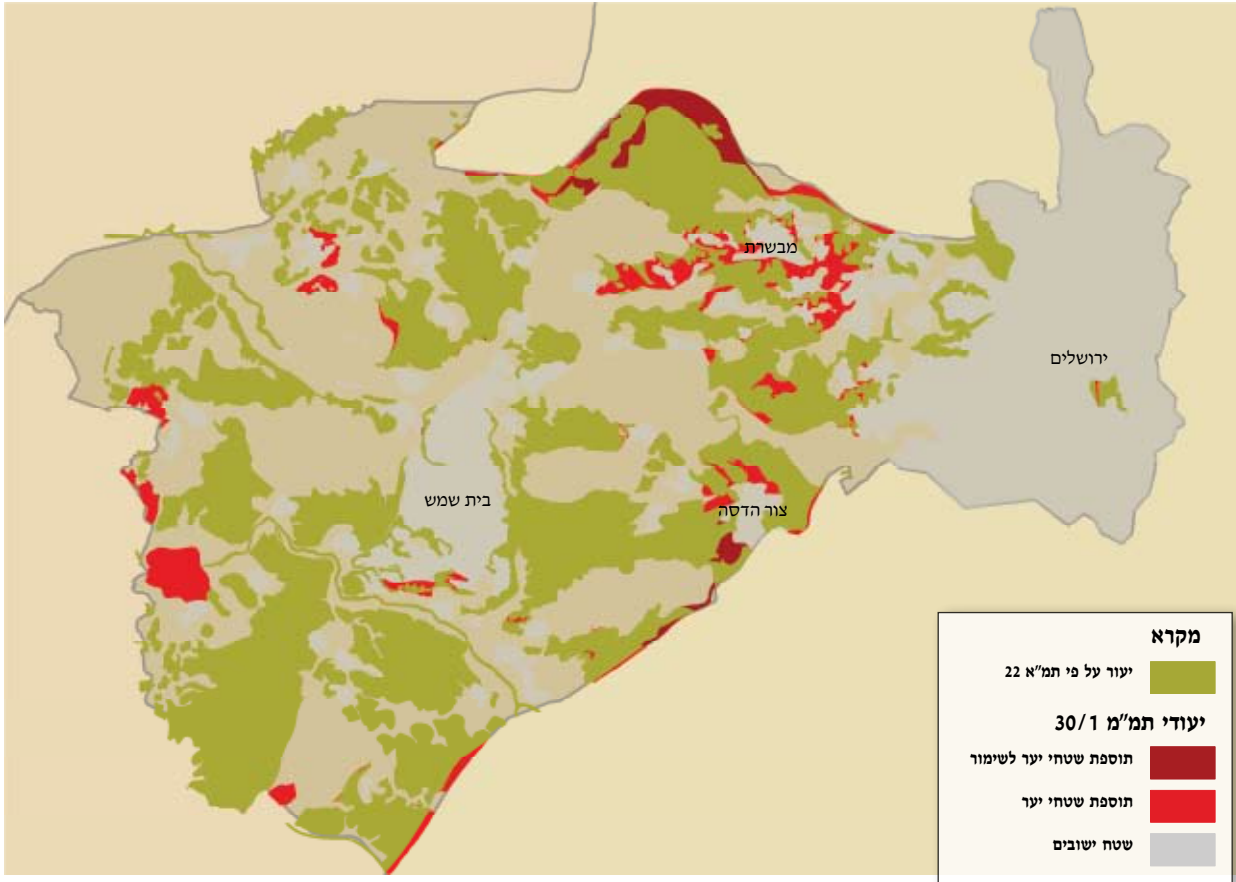 מבשרת
ירושלים
בית שמש
צור הדסה
מקרא
יעור על פי תמ"א 22
יעודי תמ"מ 30/1
תוספת שטחי יער לשימור
תוספת שטחי יער
שטח ישובים